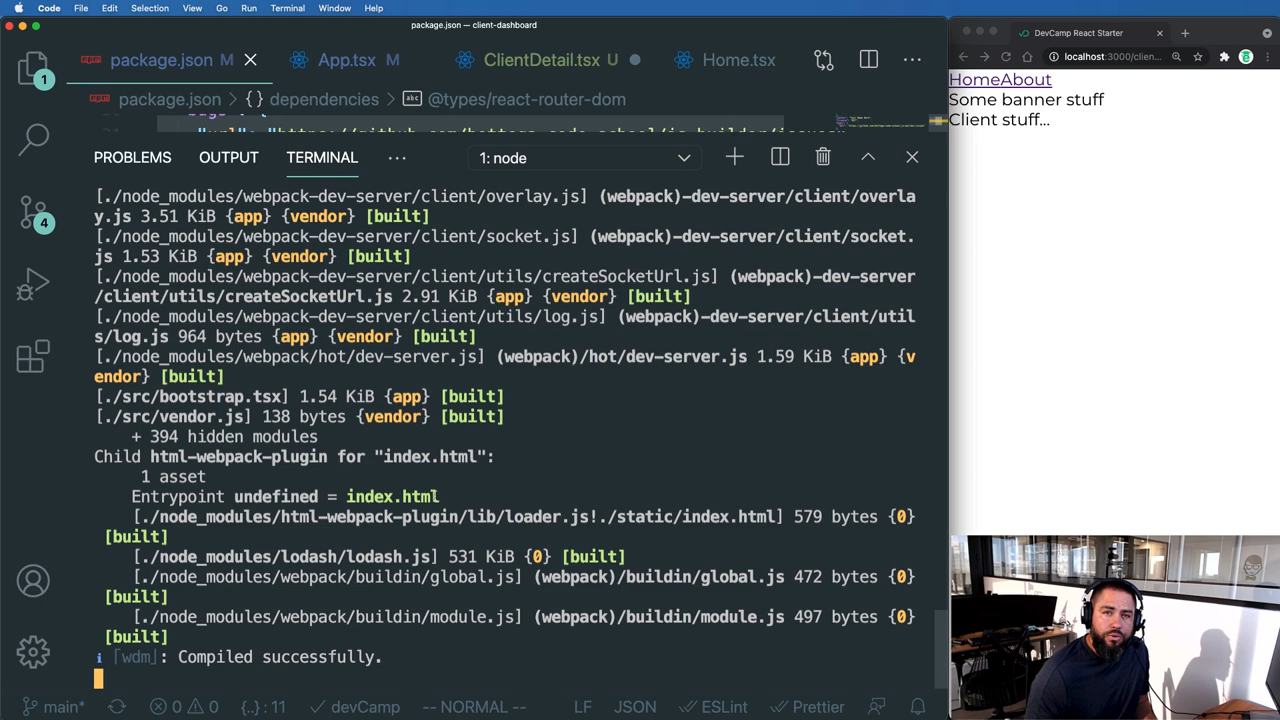 Code File Edit Selection View Go Run Terminal Window Help
package.json — client-dashboard
package.json M
App.tsx M
ClientDetail.tsx U
Home.tsx
package.json > {} dependencies > abc @types/react-router-dom
PROBLEMS OUTPUT TERMINAL ...
1: node
[./node_modules/webpack-dev-server/client/overlay.js] (webpack)-dev-server/client/overla
y.js 3.51 KiB {app} {vendor} [built]
[./node_modules/webpack-dev-server/client/socket.js] (webpack)-dev-server/client/socket.
js 1.53 KiB {app} {vendor} [built]
[./node_modules/webpack-dev-server/client/utils/createSocketUrl.js] (webpack)-dev-server
/client/utils/createSocketUrl.js 2.91 KiB {app} {vendor} [built]
[./node_modules/webpack-dev-server/client/utils/log.js] (webpack)-dev-server/client/util
s/log.js 964 bytes {app} {vendor} [built]
[./node_modules/webpack/hot/dev-server.js] (webpack)/hot/dev-server.js 1.59 KiB {app} {v
endor} [built]
[./src/bootstrap.tsx] 1.54 KiB {app} [built]
[./src/vendor.js] 138 bytes {vendor} [built]
+ 394 hidden modules
Child html-webpack-plugin for "index.html":
1 asset
Entrypoint undefined = index.html
[./node_modules/html-webpack-plugin/lib/loader.js!./static/index.html] 579 bytes {0}
[built]
[./node_modules/lodash/lodash.js] 531 KiB {0} [built]
[./node_modules/webpack/buildin/global.js] (webpack)/buildin/global.js 472 bytes {0}
[built]
[./node_modules/webpack/buildin/module.js] (webpack)/buildin/module.js 497 bytes {0}
[built]
i ｢wdm｣: Compiled successfully.
1
4
main* 0 0 {..}: 11 devCamp -- NORMAL -- LF JSON ESLint Prettier
DevCamp React Starter
localhost:3000/clien...
HomeAbout
Some banner stuff
Client stuff...